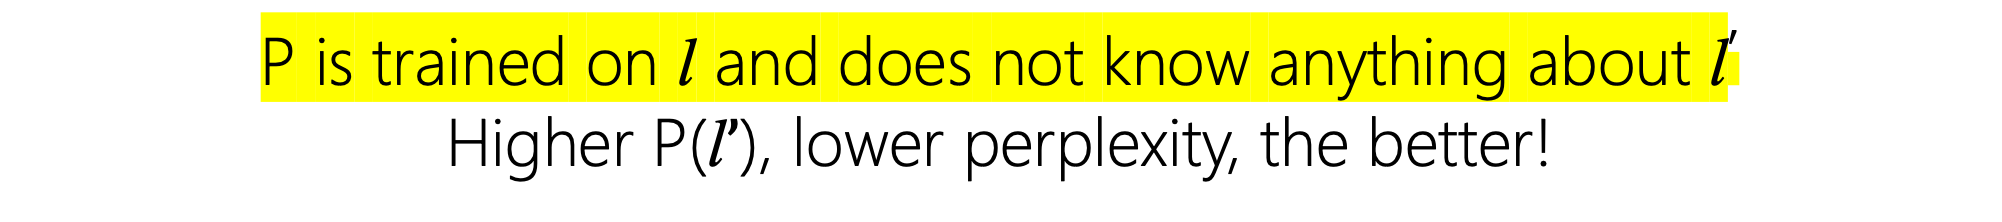 P is trained on 𝒍 and does not know anything about 𝒍′
Higher P(𝒍′), lower perplexity, the better!